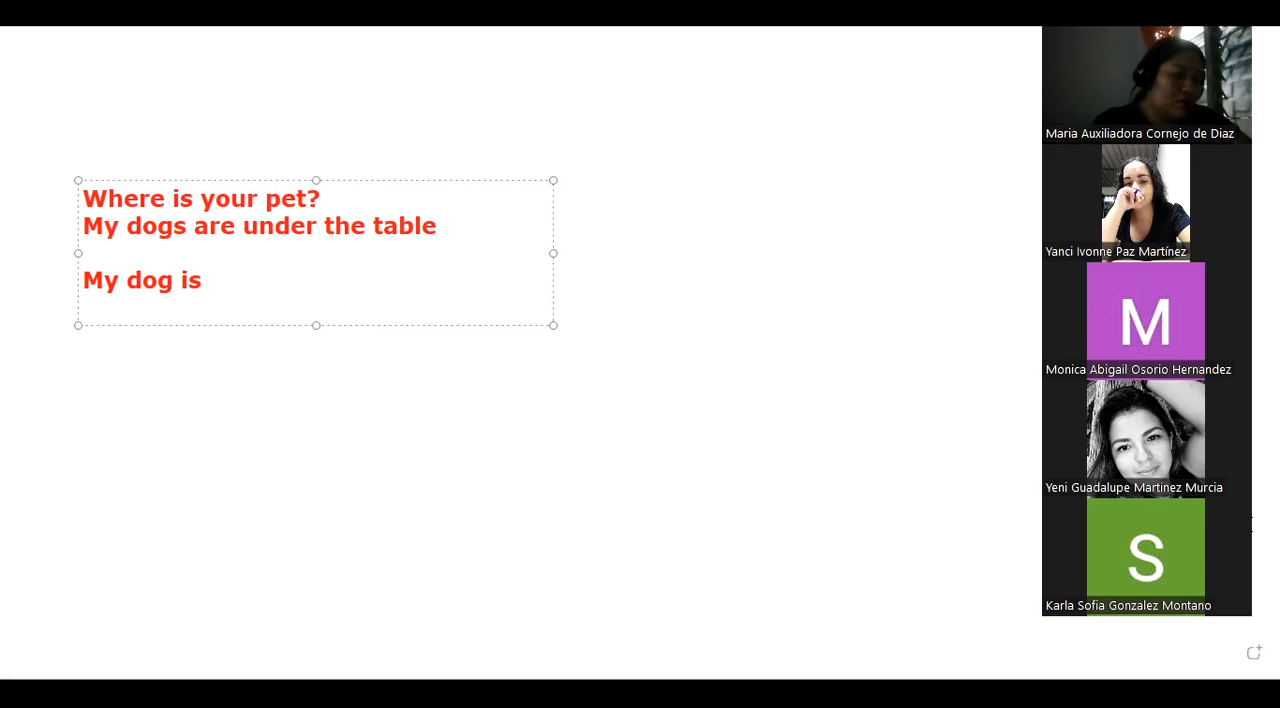 Where is your pet?
My dogs are under the table
My dog is
Maria Auxiliadora Cornejo de Diaz
Yanci Ivonne Paz Martínez
M
Monica Abigail Osorio Hernandez
Yeni Guadalupe Martinez Murcia
S
Karla Sofia Gonzalez Montano